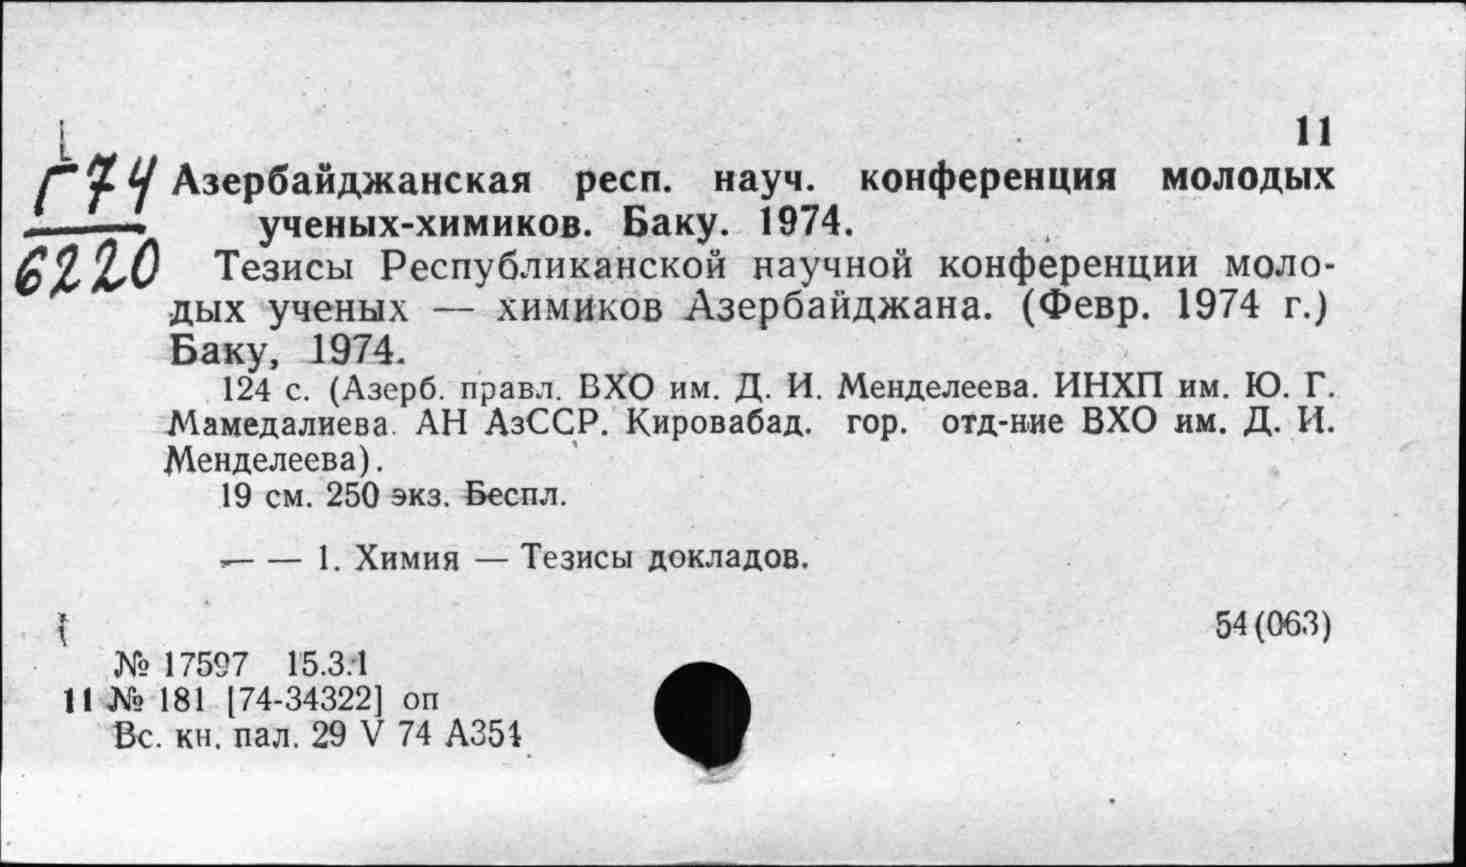 11
Г74 Азербайджанская респ. науч. конференция молодых
ученых-химиков. Баку. 1974.
6220 Тезисы Республиканской научной конференции моло-
дых ученых — химиков Азербайджана. (Февр. 1974 г.)
Баку, 1974.
124 с. (Азерб. правл. ВХО им. Д. И. Менделеева. ИНХП им. Ю. Г.
Мамедалиева. АН АзССР. Кировабад. гор. отд-ние ВХО им. Д. И.
Менделеева).
19 см. 250 экз. Беспл.
— — 1. Химия — Тезисы докладов.
54(063)
№ 17597 15.3.1
11 № 181 [74-34322] оп
Вс. кн. пал. 29 V 74 А351